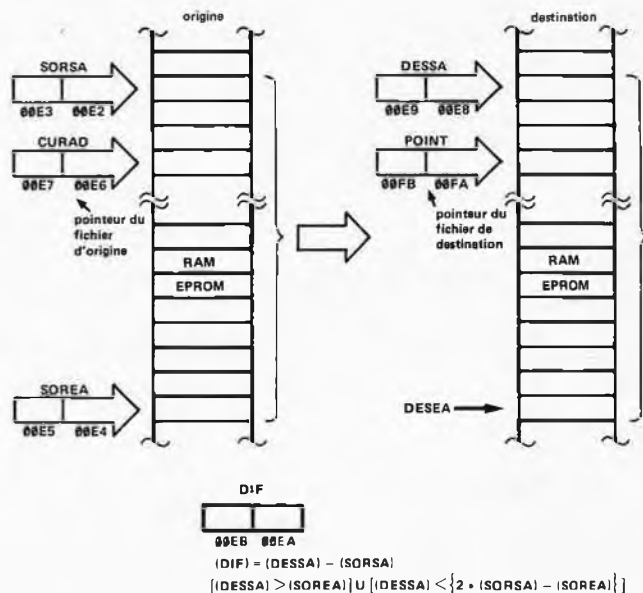 origine
destination
SORSA
00E3 00E2
CURAD
00E7 00E6
pointeur du
fichier
d'origine
RAM
EPROM
SOREA
00E5 00E4
DESSA
00E9 00E8
POINT
00FB 00FA
pointeur du
fichier de
destination
RAM
EPROM
DESEA
DIF
00EB 00EA
(DIF) = (DESSA) – (SORSA)
[(DESSA) > (SOREA)] U [(DESSA) < {2 • (SORSA) – (SOREA)}]